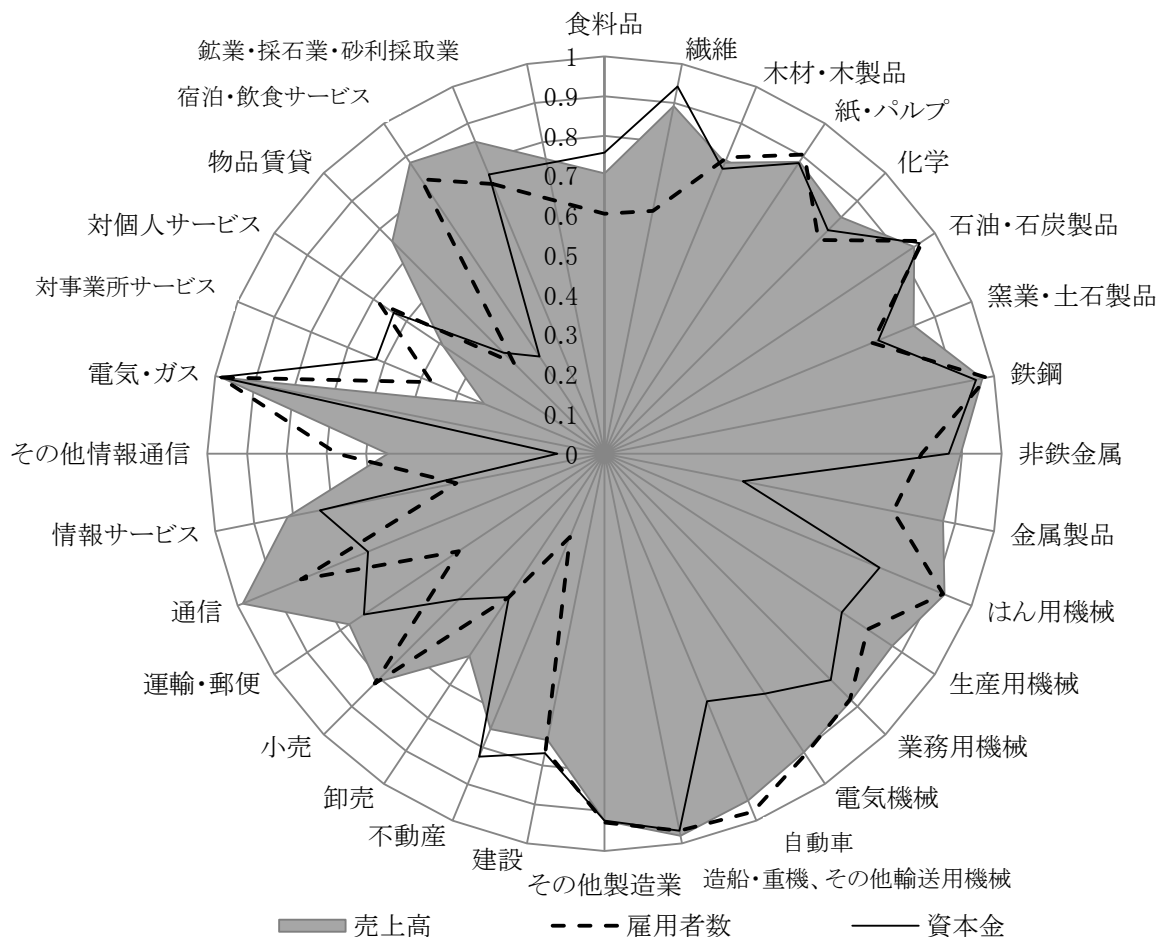 食料品
繊維
木材・木製品
紙・パルプ
化学
石油・石炭製品
窯業・土石製品
鉄鋼
非鉄金属
金属製品
はん用機械
生産用機械
業務用機械
電気機械
自動車
造船・重機、その他輸送用機械
その他製造業
建設
不動産
卸売
小売
運輸・郵便
通信
情報サービス
その他情報通信
電気・ガス
対事業所サービス
対個人サービス
物品賃貸
宿泊・飲食サービス
鉱業・採石業・砂利採取業
1
0.9
0.8
0.7
0.6
0.5
0.4
0.3
0.2
0.1
0
売上高
雇用者数
資本金